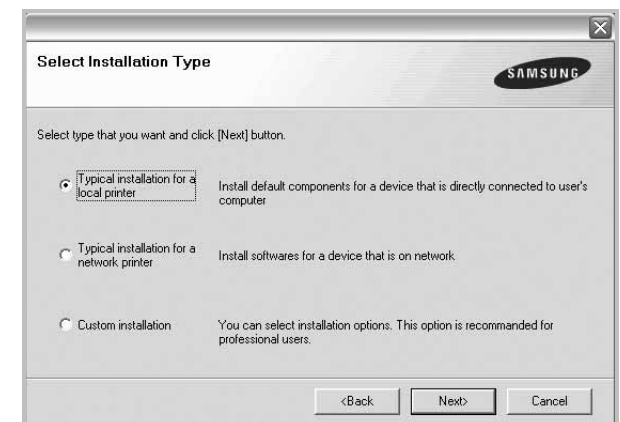 Select Installation Type
SAMSUNG
Select type that you want and click [Next] button.
Typical installation for a
local printer
Install default components for a device that is directly connected to user's
computer
Typical installation for a
network printer
Install softwares for a device that is on network
Custom installation
You can select installation options. This option is recommanded for
professional users.
<Back
Next>
Cancel